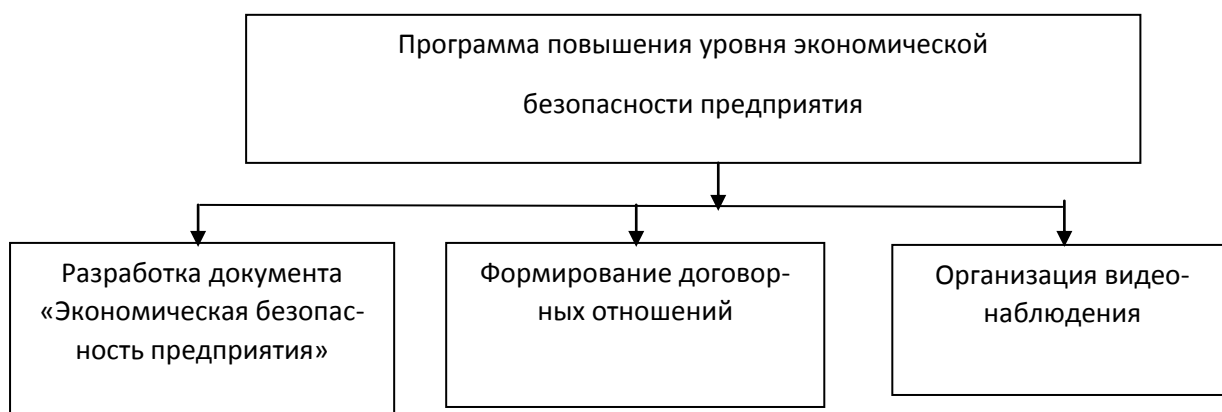 Программа повышения уровня экономической
безопасности предприятия
Разработка документа
«Экономическая безопас-
ность предприятия»
Формирование договор-
ных отношений
Организация видео-
наблюдения